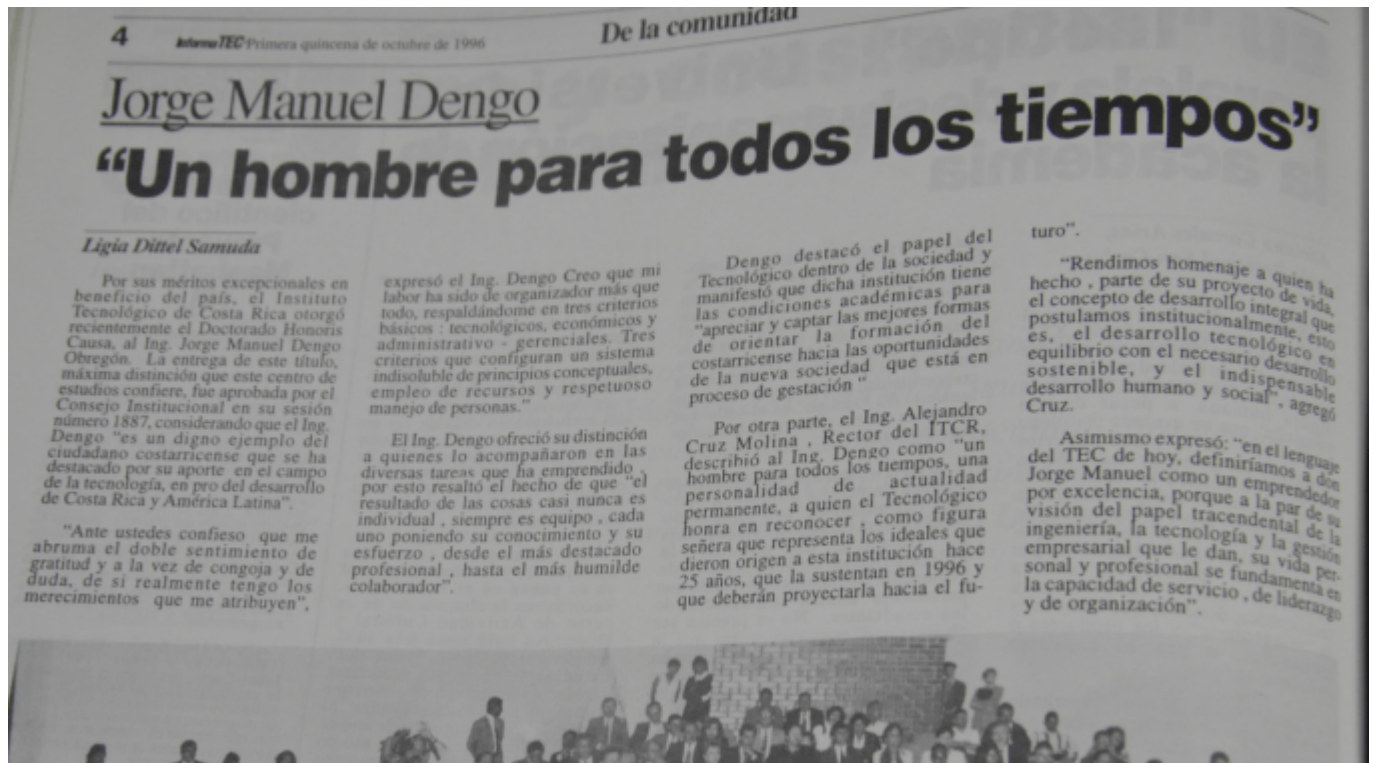 4
InformaTEC Primera quincena de octubre de 1996
De la comunidad
Jorge Manuel Dengo
“Un hombre para todos los tiempos”
Ligia Dittel Samuda
Por sus méritos excepcionales en
beneficio del país, el Instituto
Tecnológico de Costa Rica otorgó
recientemente el Doctorado Honoris
Causa, al Ing. Jorge Manuel Dengo
Obregón. La entrega de este título,
máxima distinción que este centro de
estudios confiere, fue aprobada por el
Consejo Institucional en su sesión
número 1887, considerando que el Ing.
Dengo “es un digno ejemplo del
ciudadano costarricense que se ha
destacado por su aporte en el campo
de la tecnología, en pro del desarrollo
de Costa Rica y América Latina”.
“Ante ustedes confieso que me
abruma el doble sentimiento de
gratitud y a la vez de congoja y de
duda, de si realmente tengo los
merecimientos que me atribuyen”,
expresó el Ing. Dengo Creo que mi
labor ha sido de organizador más que
todo, respaldándome en tres criterios
básicos : tecnológicos, económicos y
administrativo - gerenciales. Tres
criterios que configuran un sistema
indisoluble de principios conceptuales,
empleo de recursos y respetuoso
manejo de personas.”
El Ing. Dengo ofreció su distinción
a quienes lo acompañaron en las
diversas tareas que ha emprendido ,
por esto resaltó el hecho de que “el
resultado de las cosas casi nunca es
individual , siempre es equipo , cada
uno poniendo su conocimiento y su
esfuerzo , desde el más destacado
profesional , hasta el más humilde
colaborador”.
Dengo destacó el papel del
Tecnológico dentro de la sociedad y
manifestó que dicha institución tiene
las condiciones académicas para
“apreciar y captar las mejores formas
de orientar la formación del
costarricense hacia las oportunidades
de la nueva sociedad que está en
proceso de gestación ”
Por otra parte, el Ing. Alejandro
Cruz Molina , Rector del ITCR,
describió al Ing. Dengo como “un
hombre para todos los tiempos, una
personalidad de actualidad
permanente, a quien el Tecnológico
honra en reconocer , como figura
señera que representa los ideales que
dieron origen a esta institución hace
25 años, que la sustentan en 1996 y
que deberán proyectarla hacia el fu-
turo”.
“Rendimos homenaje a quien ha
hecho , parte de su proyecto de vida,
el concepto de desarrollo integral que
postulamos institucionalmente, esto
es, el desarrollo tecnológico en
equilibrio con el necesario desarrollo
sostenible, y el indispensable
desarrollo humano y social”, agregó
Cruz.
Asimismo expresó: “en el lenguaje
del TEC de hoy, definiríamos a don
Jorge Manuel como un emprendedor
por excelencia, porque a la par de su
visión del papel tracendental de la
ingeniería, la tecnología y la gestión
empresarial que le dan, su vida per-
sonal y profesional se fundamenta en
la capacidad de servicio , de liderazgo
y de organización”.